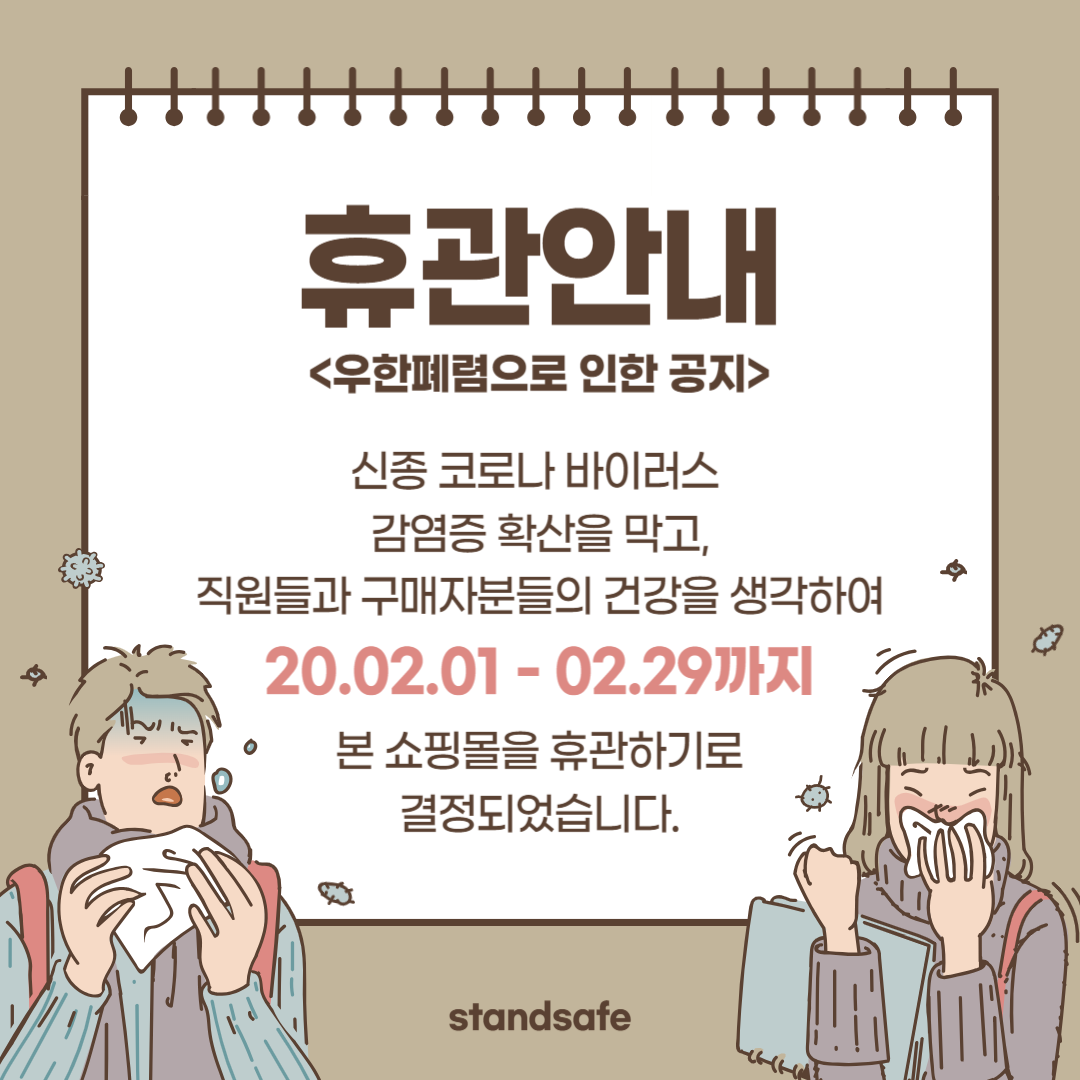 휴관안내
<우한폐렴으로 인한 공지>
신종 코로나 바이러스
감염증 확산을 막고,
직원들과 구매자분들의 건강을 생각하여
20.02.01 - 02.29까지
본 쇼핑몰을 휴관하기로
결정되었습니다.
standsafe